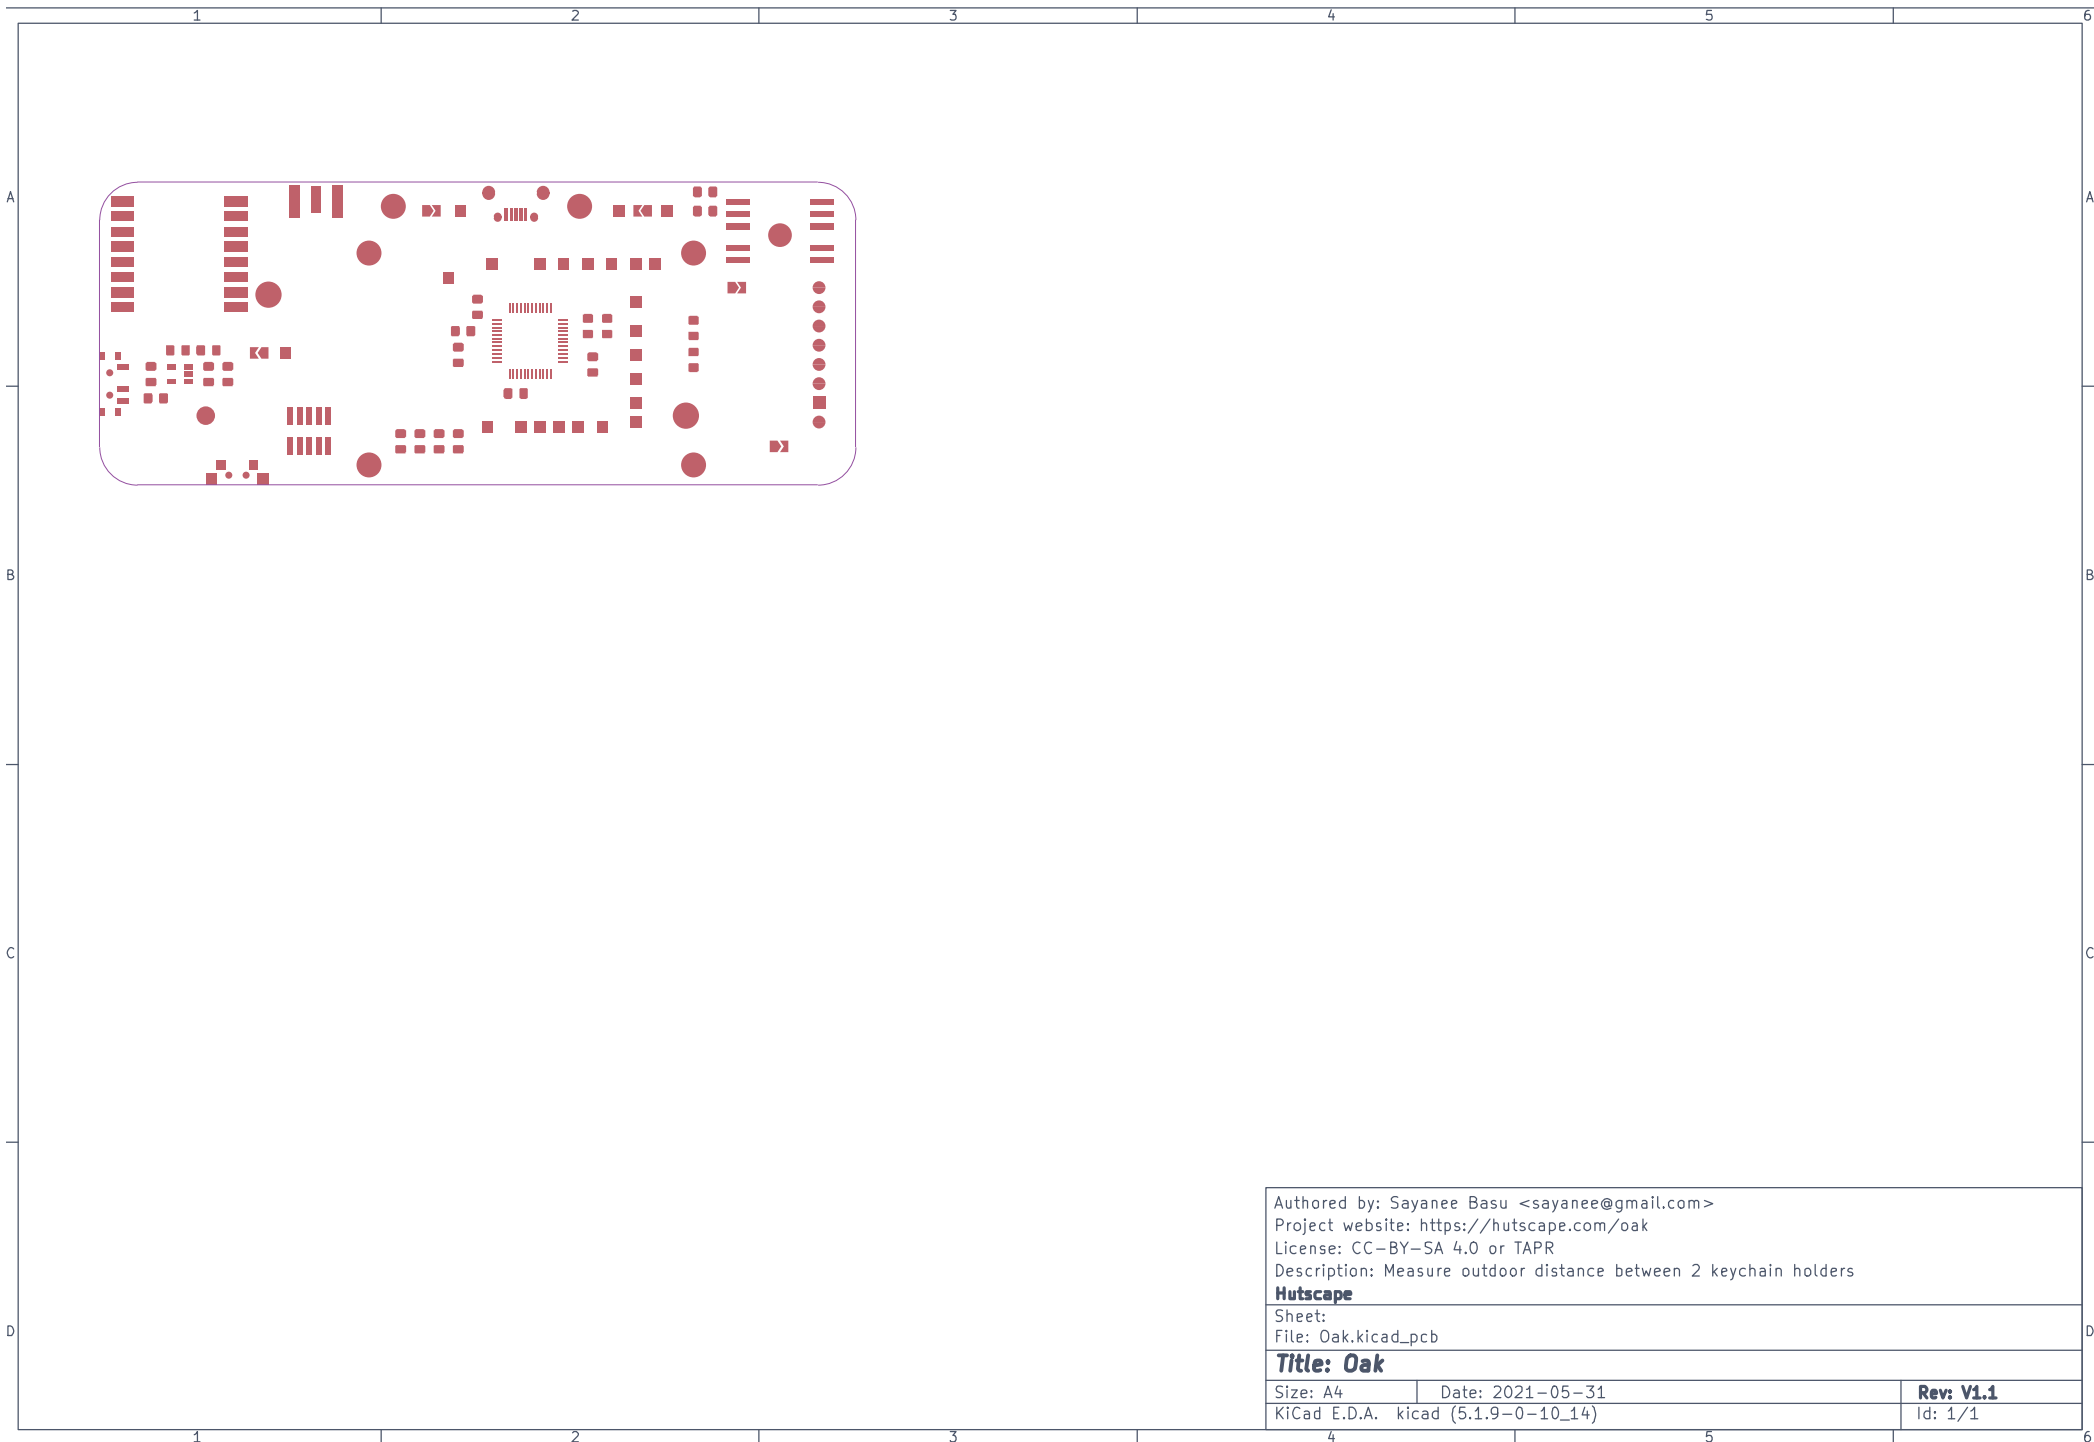 1 2 3 4 5 6
A A
B B
C C
D D
Authored by: Sayanee Basu <sayanee@gmail.com>
Project website: https://hutscape.com/oak
License: CC-BY-SA 4.0 or TAPR
Description: Measure outdoor distance between 2 keychain holders
Hutscape
Sheet:
File: Oak.kicad_pcb
Title: Oak
Size: A4 Date: 2021-05-31 Rev: V1.1
KiCad E.D.A. kicad (5.1.9-0-10_14) Id: 1/1
1 2 3 4 5 6